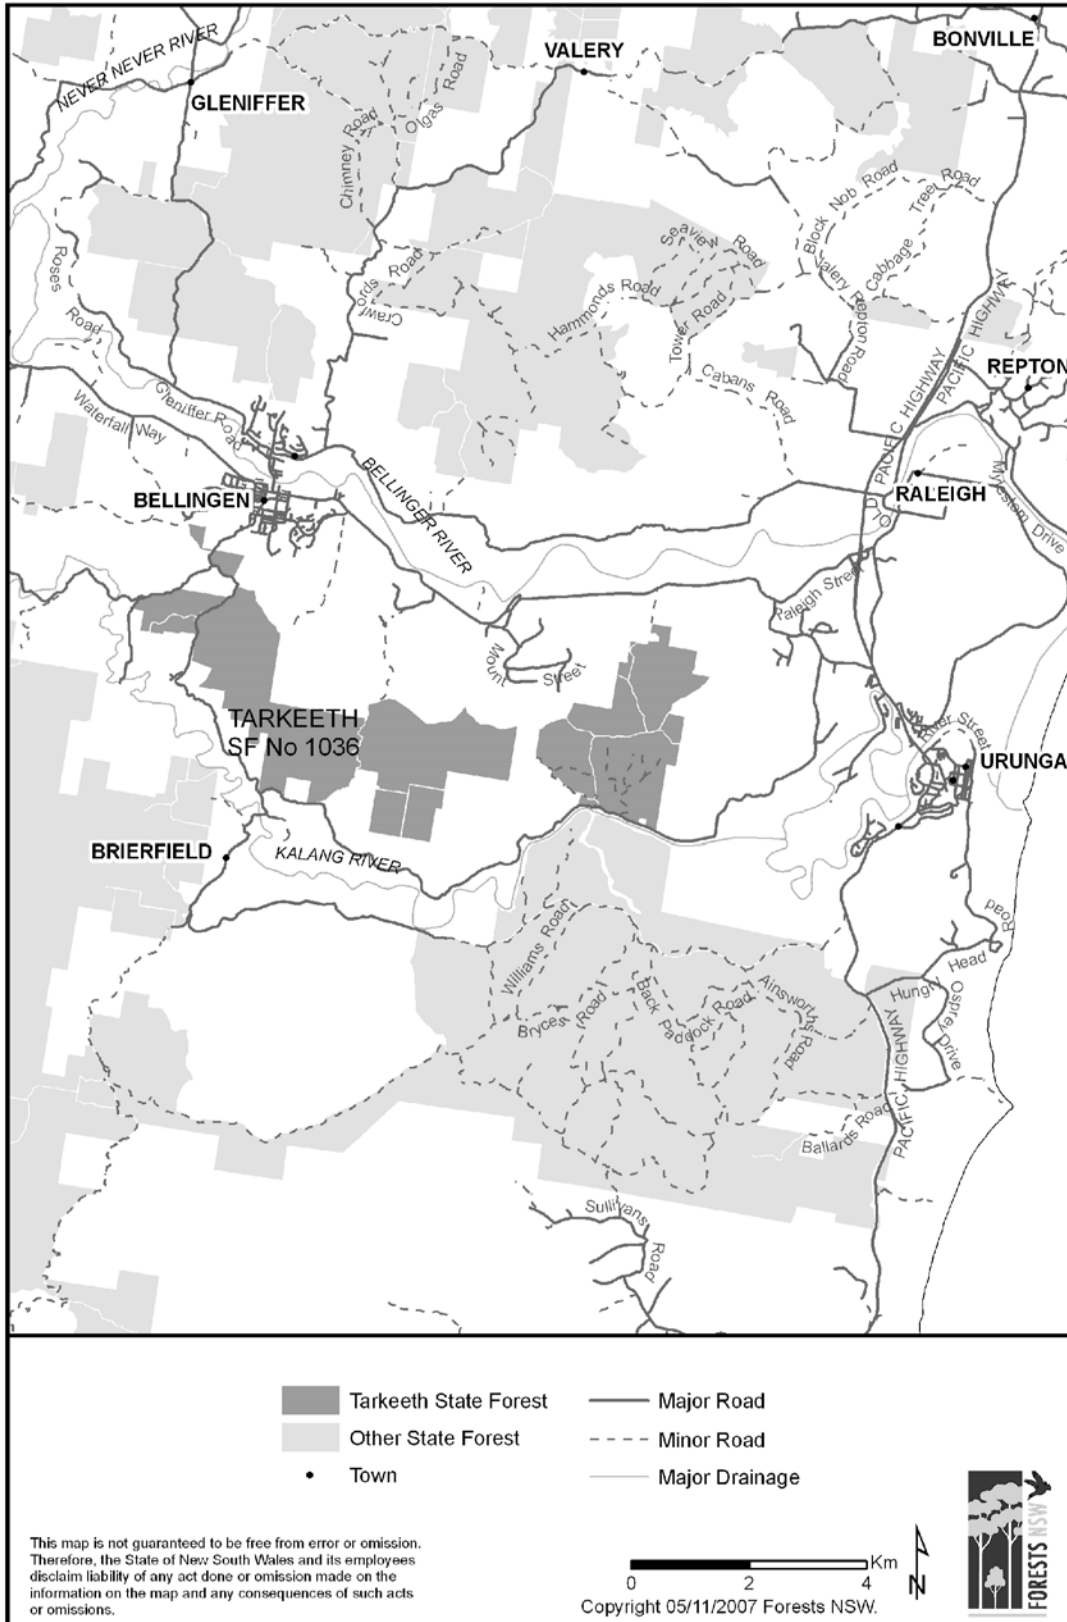 NEVER NEVER RIVER
GLENIFFER
VALERY
BONVILLE
Chimney Road
Olgas Road
Block Nob Road
Cabbage Tree Road
Seaview Road
Valery Repton Road
Crawfords Road
Hammonds Road
Tower Road
Cabans Road
Roses Road
PACIFIC HIGHWAY
OLD PACIFIC HIGHWAY
REPTON
Waterfall Way
Gleniffer Road
BELLINGEN
BELLINGER RIVER
RALEIGH
Mylestom Drive
Raleigh Street
Mount Street
TARKEETH
SF No 1036
River Street
URUNGA
BRIERFIELD
KALANG RIVER
Williams Road
Bryces Road
Back Paddock Road
Ainsworths Road
Hungry Head Road
Osprey Drive
PACIFIC HIGHWAY
Ballards Road
Sullivans Road
Tarkeeth State Forest
Other State Forest
Town
Major Road
Minor Road
Major Drainage
This map is not guaranteed to be free from error or omission.
Therefore, the State of New South Wales and its employees
disclaim liability of any act done or omission made on the
information on the map and any consequences of such acts
or omissions.
0 2 4 Km
N
Copyright 05/11/2007 Forests NSW.
FORESTS NSW